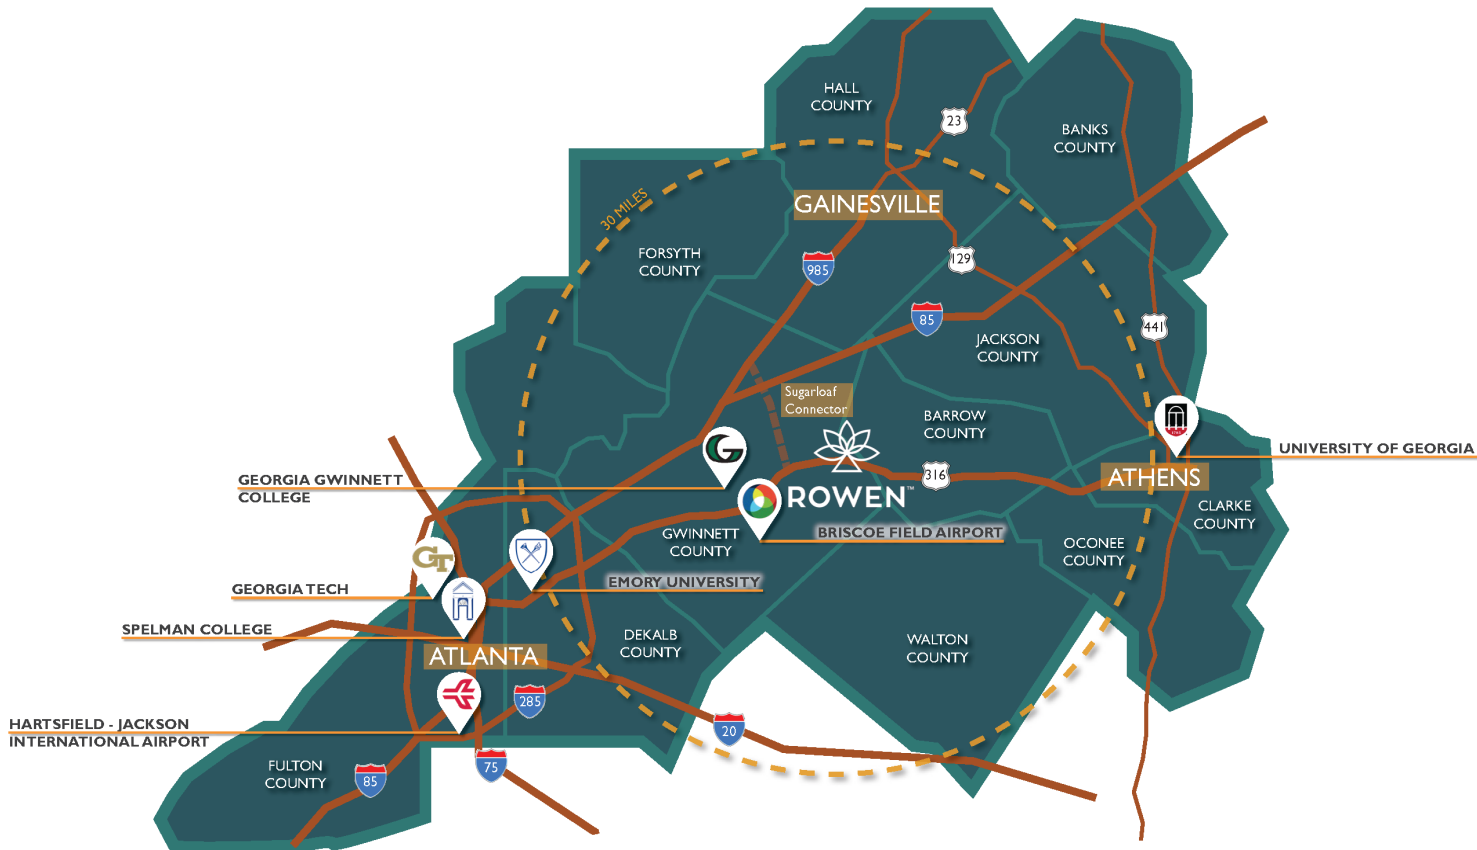 HALL
COUNTY
23
BANKS
COUNTY
30 MILES
GAINESVILLE
FORSYTH
COUNTY
985
129
85
441
JACKSON
COUNTY
Sugarloaf
Connector
BARROW
COUNTY
G
UNIVERSITY OF GEORGIA
GEORGIA GWINNETT
COLLEGE
316
ATHENS
ROWEN™
CLARKE
COUNTY
GWINNETT
COUNTY
BRISCOE FIELD AIRPORT
OCONEE
COUNTY
GT
GEORGIA TECH
EMORY UNIVERSITY
SPELMAN COLLEGE
ATLANTA
DEKALB
COUNTY
WALTON
COUNTY
285
HARTSFIELD - JACKSON
INTERNATIONAL AIRPORT
20
FULTON
COUNTY
85
75